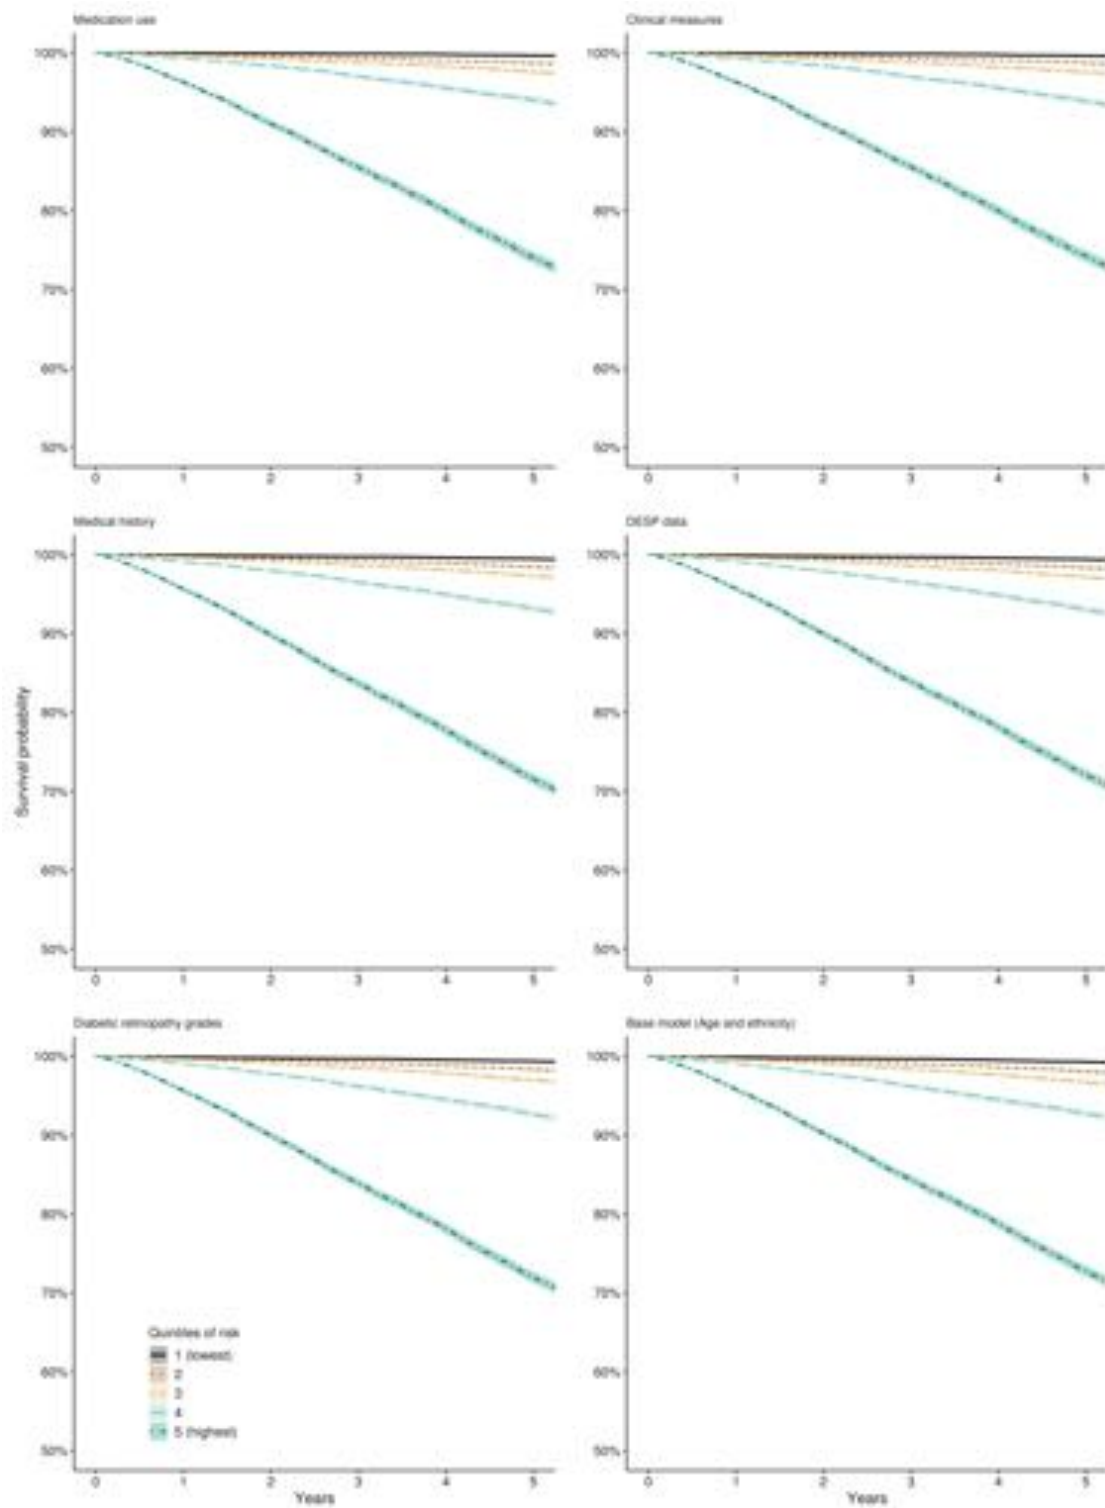 Medication use
100%
90%
80%
70%
60%
50%
0 1 2 3 4 5
Clinical measures
100%
90%
80%
70%
60%
50%
0 1 2 3 4 5
Survival probability
Medical history
100%
90%
80%
70%
60%
50%
0 1 2 3 4 5
DESP data
100%
90%
80%
70%
60%
50%
0 1 2 3 4 5
Diabetic retinopathy grades
100%
90%
80%
70%
60%
50%
Quintiles of risk
1 (lowest)
2
3
4
5 (highest)
0 1 2 3 4 5
Years
Base model (Age and ethnicity)
100%
90%
80%
70%
60%
50%
0 1 2 3 4 5
Years